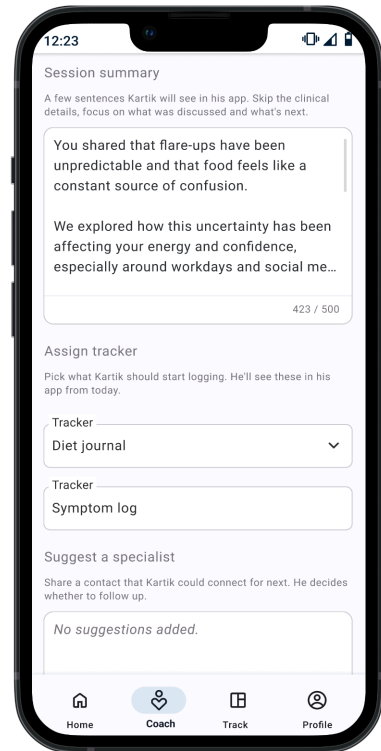 12:23
Session summary
A few sentences Kartik will see in his app. Skip the clinical
details, focus on what was discussed and what's next.
You shared that flare-ups have been
unpredictable and that food feels like a
constant source of confusion.
We explored how this uncertainty has been
affecting your energy and confidence,
especially around workdays and social me...
423 / 500
Assign tracker
Pick what Kartik should start logging. He'll see these in his
app from today.
Tracker
Diet journal
Tracker
Symptom log
Suggest a specialist
Share a contact that Kartik could connect for next. He decides
whether to follow up.
No suggestions added.
Home
Coach
Track
Profile